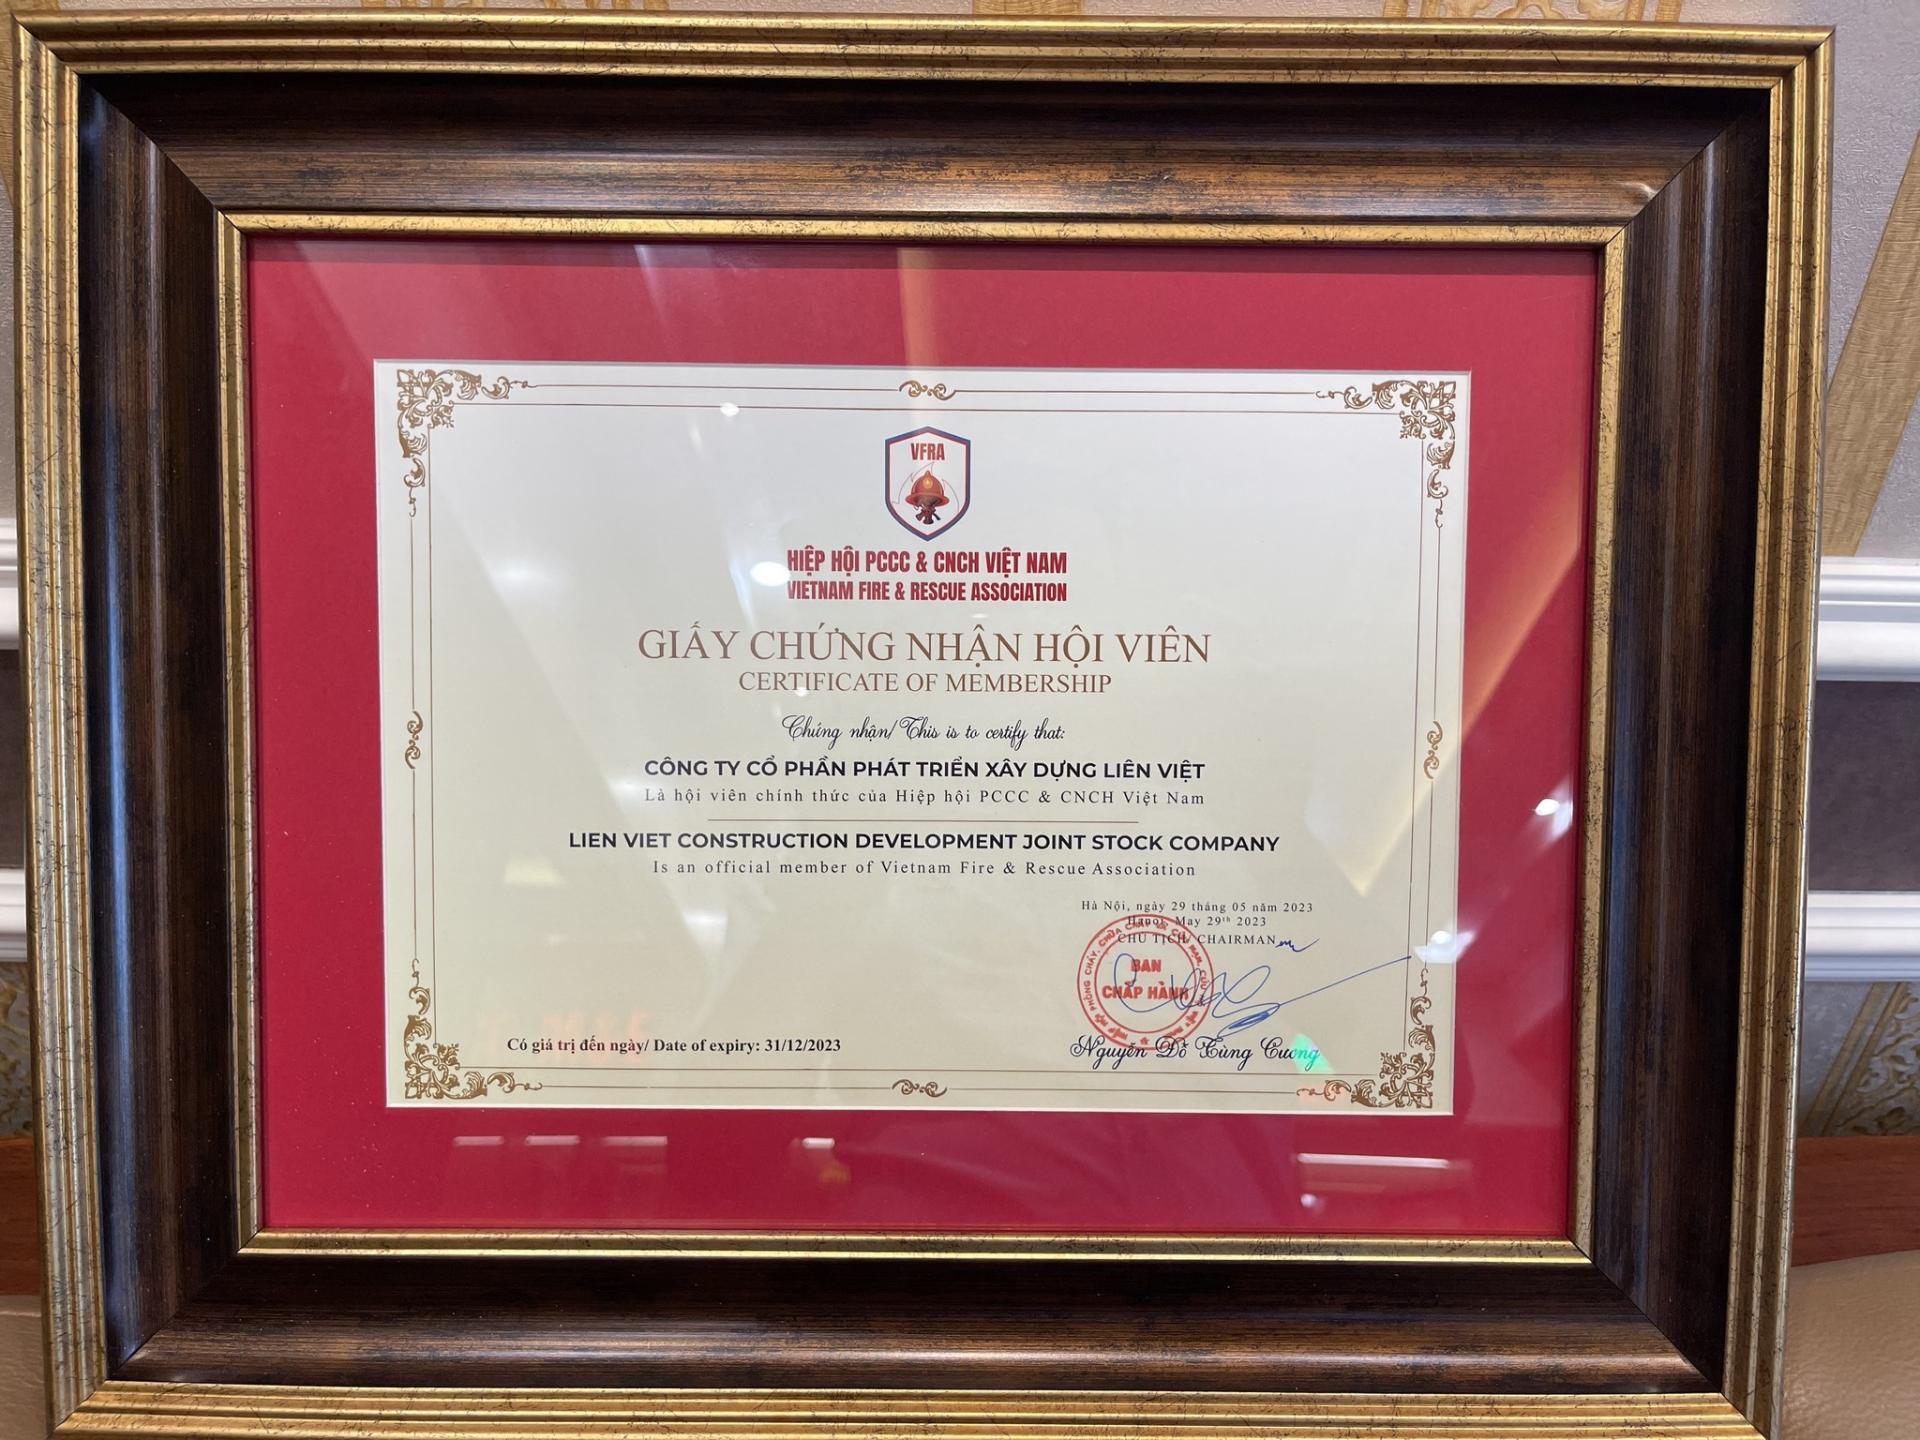 VFRA
HIỆP HỘI PCCC & CNCH VIỆT NAM
VIETNAM FIRE & RESCUE ASSOCIATION
GIẤY CHỨNG NHẬN HỘI VIÊN
CERTIFICATE OF MEMBERSHIP
Chứng nhận/ This is to certify that:
CÔNG TY CỔ PHẦN PHÁT TRIỂN XÂY DỰNG LIÊN VIỆT
Là hội viên chính thức của Hiệp hội PCCC & CNCH Việt Nam
LIEN VIET CONSTRUCTION DEVELOPMENT JOINT STOCK COMPANY
Is an official member of Vietnam Fire & Rescue Association
Hà Nội, ngày 29 tháng 05 năm 2023
Hanoi, May 29th 2023
CHỦ TỊCH/ CHAIRMAN
BAN
CHẤP HÀNH
Có giá trị đến ngày/ Date of expiry: 31/12/2023
Nguyễn Đỗ Tùng Cương